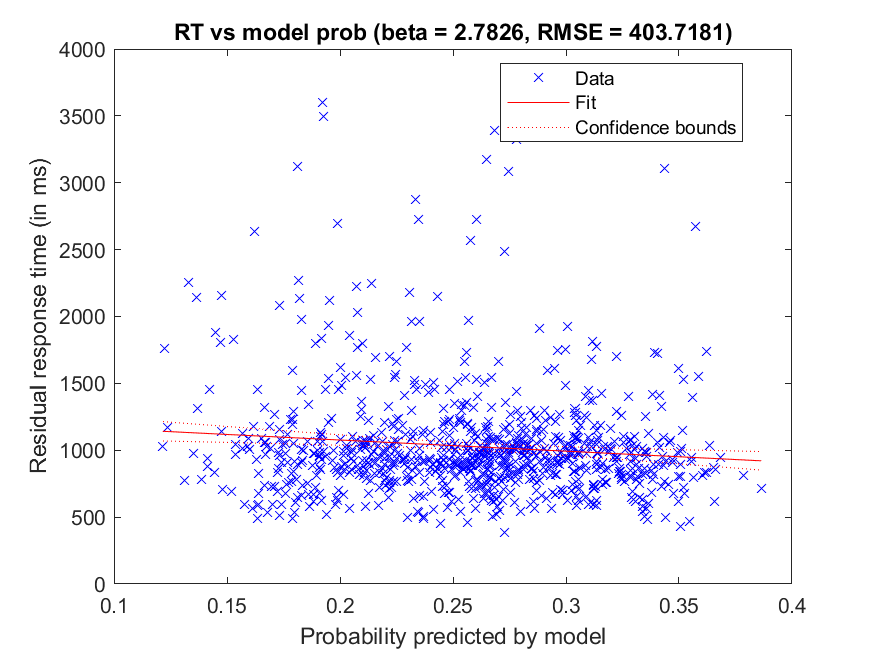 RT vs model prob (beta = 2.7826, RMSE = 403.7181)
4000
3500
3000
2500
2000
1500
1000
500
0
Residual response time (in ms)
Data
Fit
Confidence bounds
0.1 0.15 0.2 0.25 0.3 0.35 0.4
Probability predicted by model